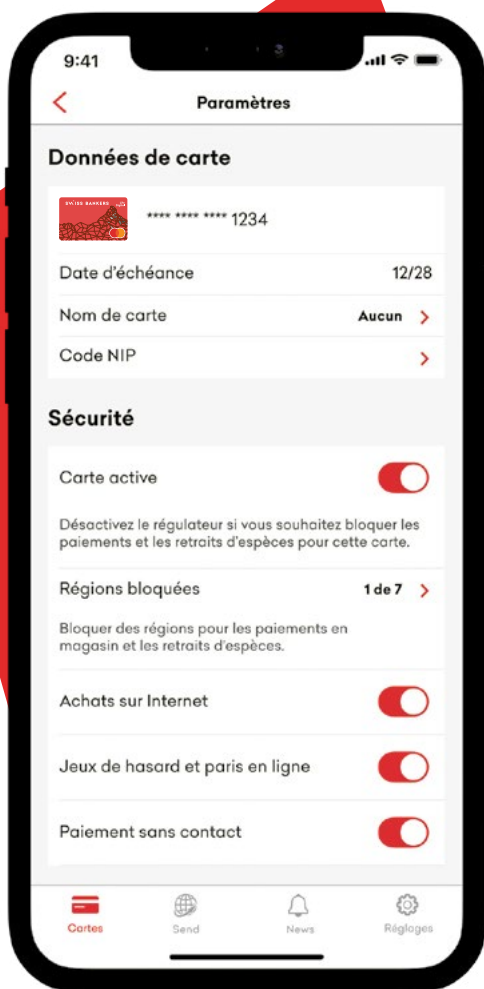 9:41
Paramètres
Données de carte
SWISS BANKERS
**** **** **** 1234
Date d'échéance 12/28
Nom de carte Aucun
Code NIP
Sécurité
Carte active
Désactivez le régulateur si vous souhaitez bloquer les
paiements et les retraits d'espèces pour cette carte.
Régions bloquées 1 de 7
Bloquer des régions pour les paiements en
magasin et les retraits d'espèces.
Achats sur Internet
Jeux de hasard et paris en ligne
Paiement sans contact
Cartes Send News Réglages